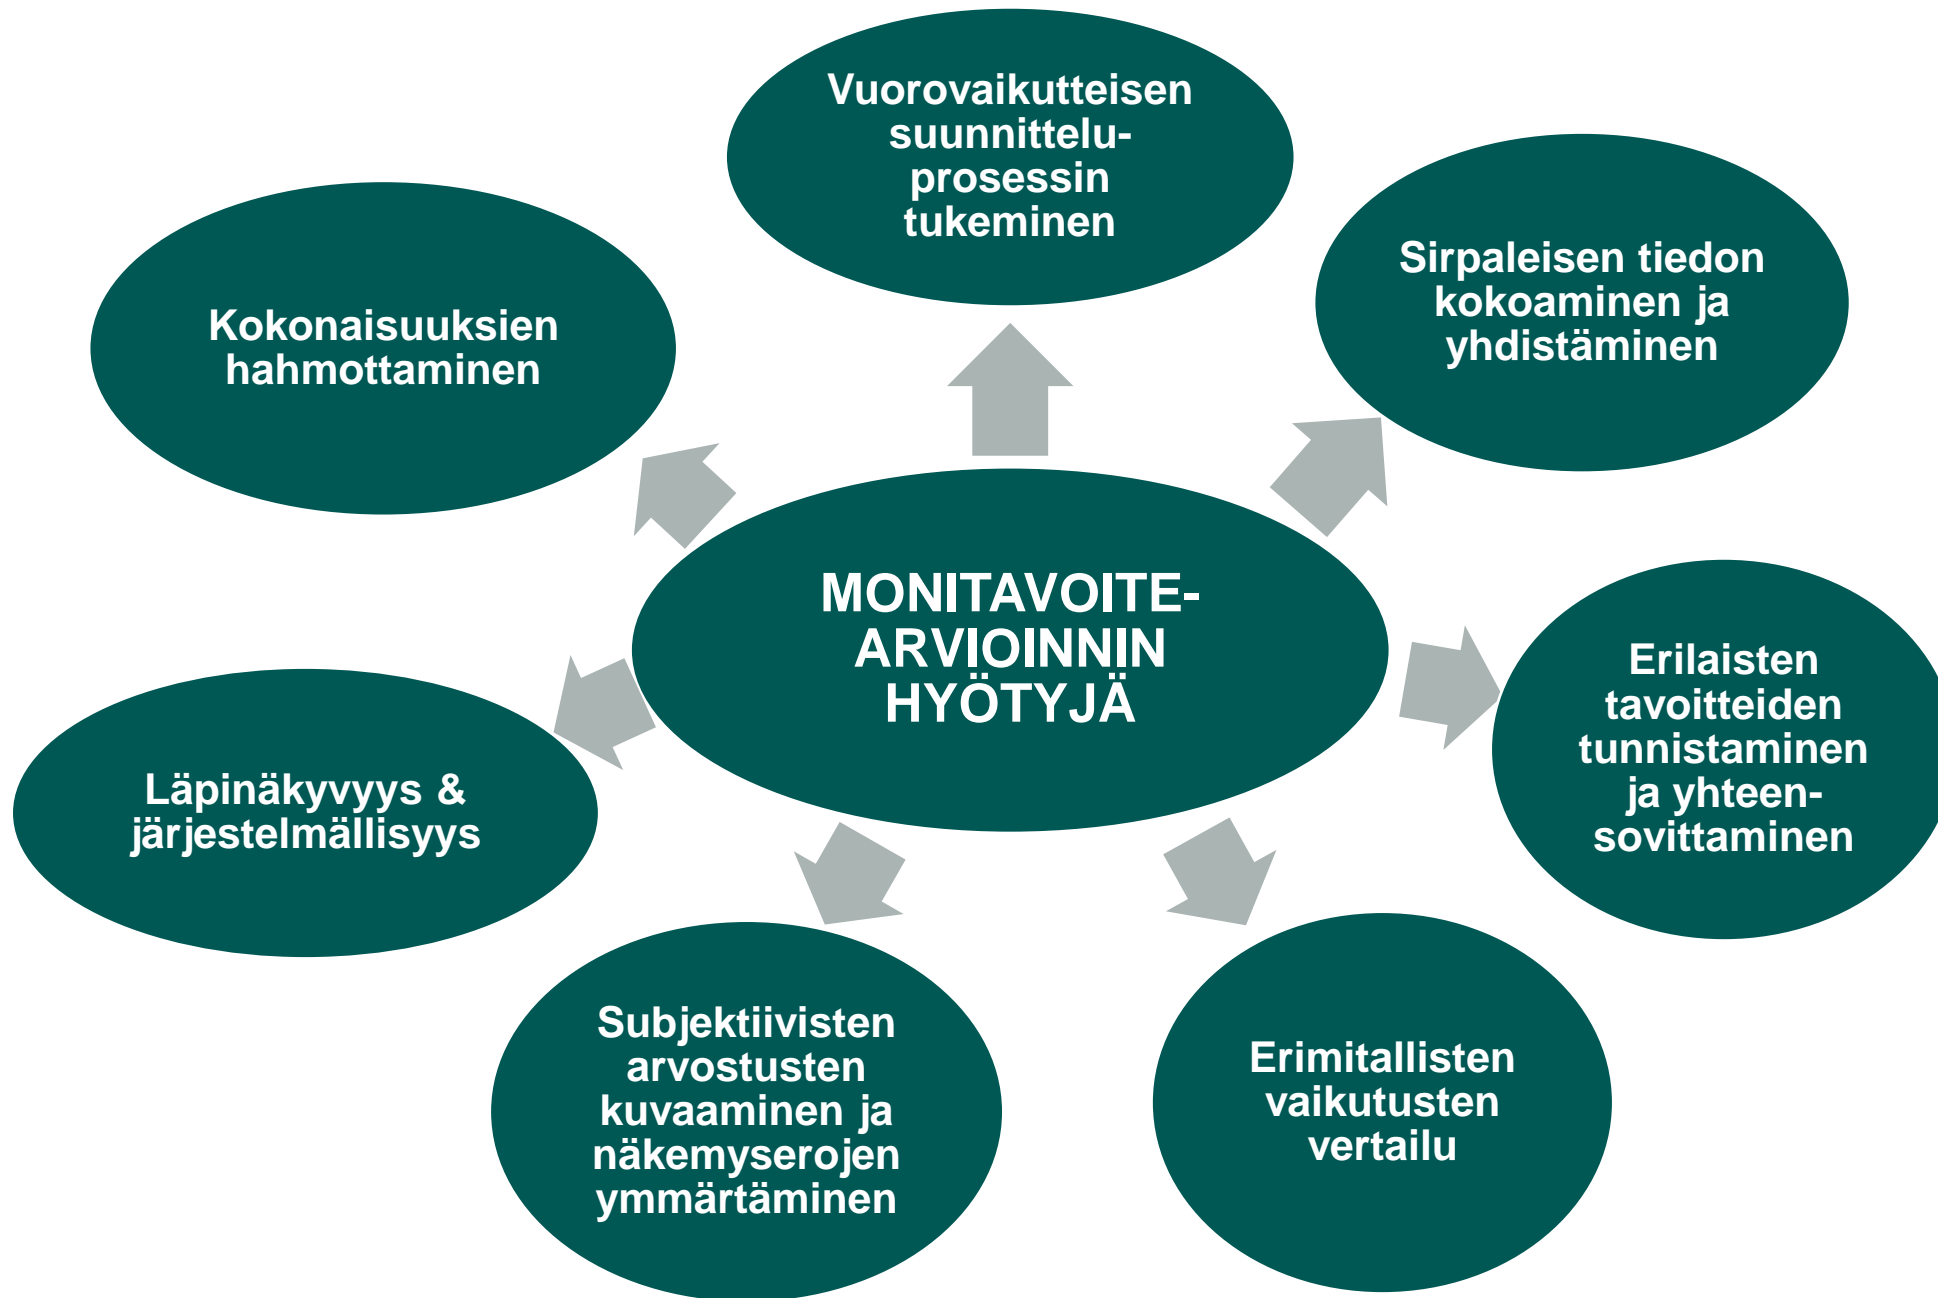 Vuorovaikutteisen
suunnittelu-
prosessin
tukeminen
Sirpaleisen tiedon
kokoaminen ja
yhdistäminen
Kokonaisuuksien
hahmottaminen
MONITAVOITE-
ARVIOINNIN
HYÖTYJÄ
Erilaisten
tavoitteiden
tunnistaminen
ja yhteen-
sovittaminen
Läpinäkyvyys &
järjestelmällisyys
Subjektiivisten
arvostusten
kuvaaminen ja
näkemyserojen
ymmärtäminen
Erimitallisten
vaikutusten
vertailu